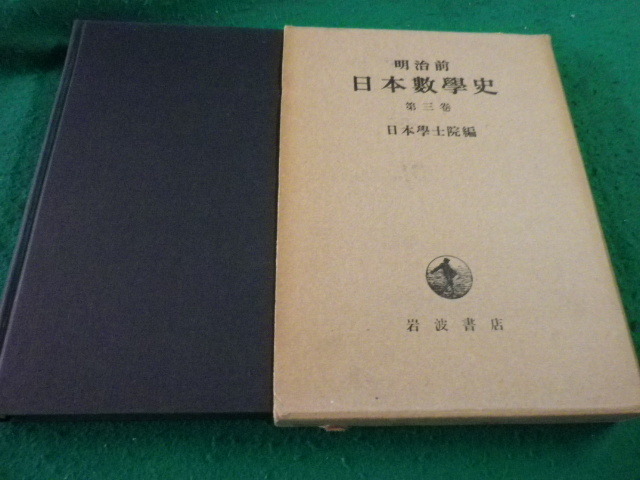 明治前
日本數學史
第三卷
日本學士院編
岩波書店